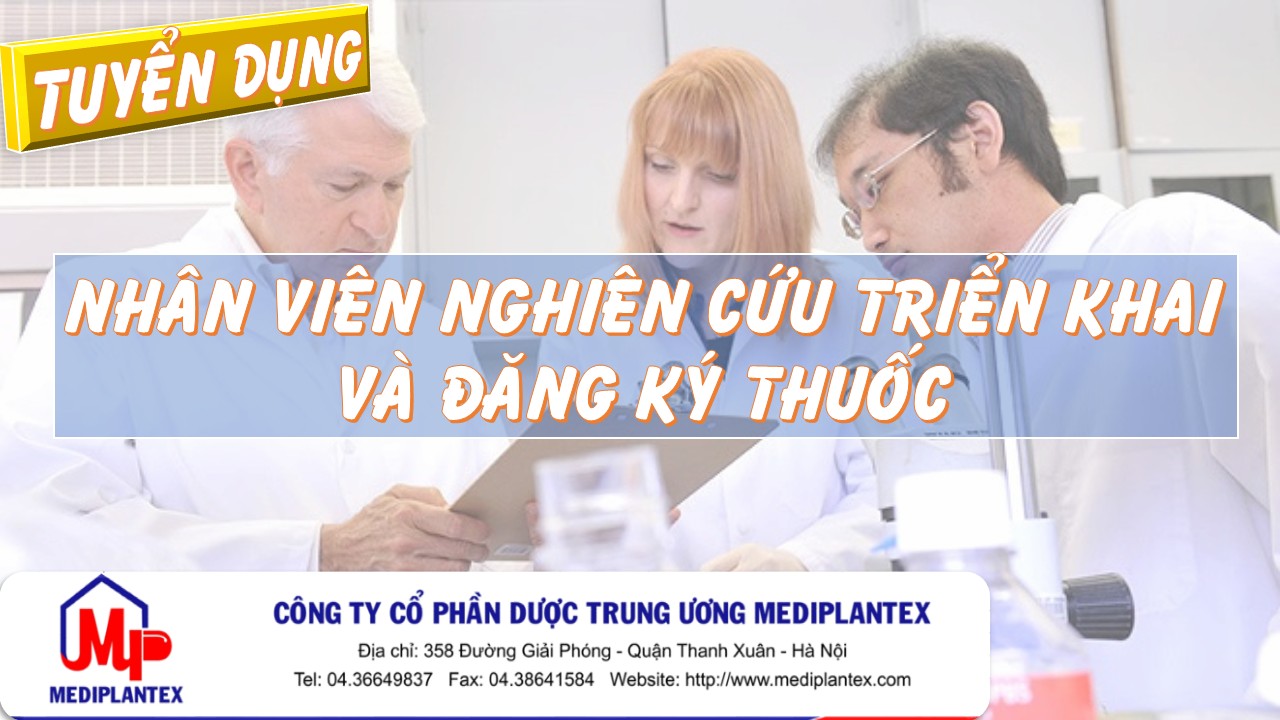 TUYỂN DỤNG
NHÂN VIÊN NGHIÊN CỨU TRIỂN KHAI
VÀ ĐĂNG KÝ THUỐC
CÔNG TY CỔ PHẦN DƯỢC TRUNG ƯƠNG MEDIPLANTEX
Địa chỉ: 358 Đường Giải Phóng - Quận Thanh Xuân - Hà Nội
Tel: 04.36649837 Fax: 04.38641584 Website: http://www.mediplantex.com
MP
MEDIPLANTEX